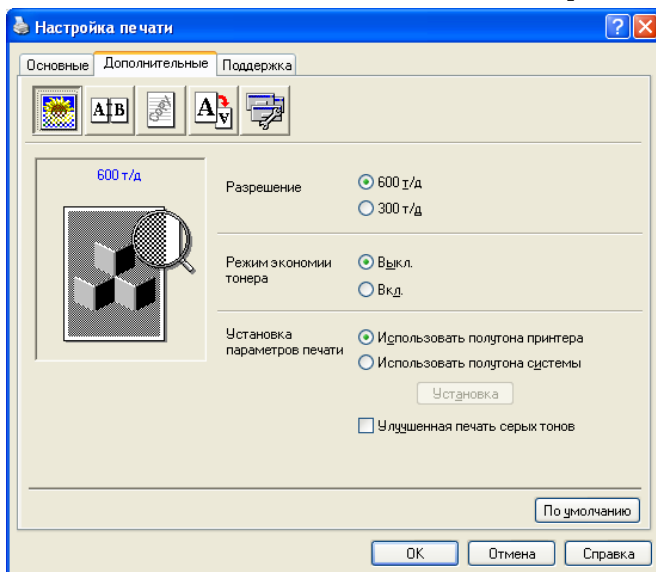 Настройка печати
Основные Дополнительные Поддержка
A B
Copy
A A
600 т/д
Разрешение
600 т/д
300 т/д
Режим экономии
тонера
Выкл.
Вкл.
Установка
параметров печати
Использовать полутона принтера
Использовать полутона системы
Установка
Улучшенная печать серых тонов
По умолчанию
OK Отмена Справка